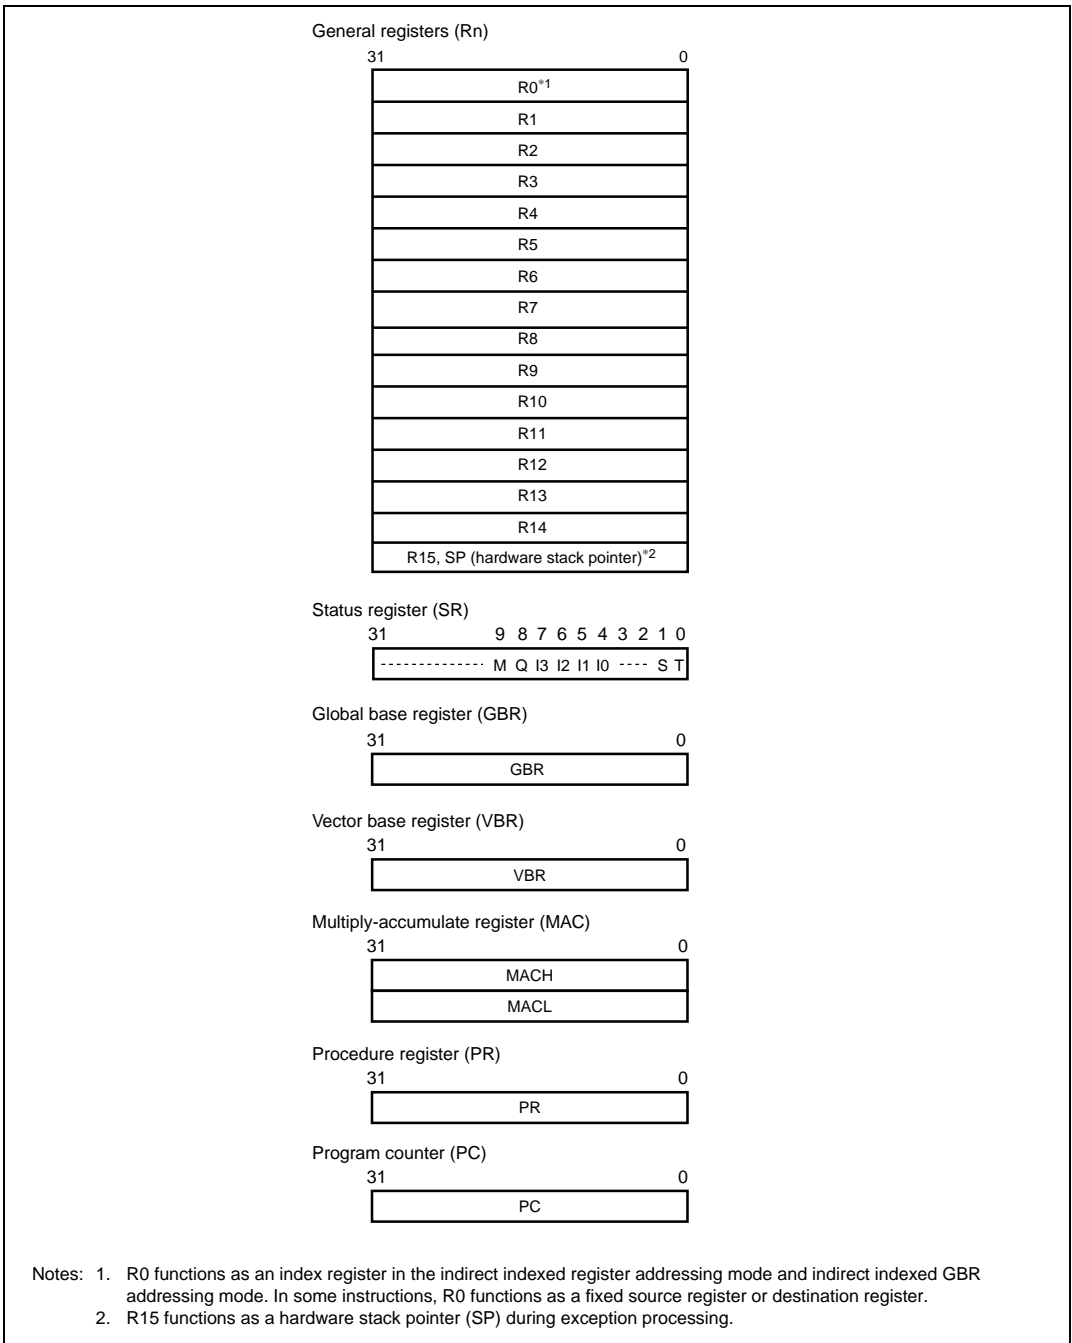 General registers (Rn)
31 0
R0*1
R1
R2
R3
R4
R5
R6
R7
R8
R9
R10
R11
R12
R13
R14
R15, SP (hardware stack pointer)*2
Status register (SR)
31 9 8 7 6 5 4 3 2 1 0
-------------- M Q I3 I2 I1 I0 ---- S T
Global base register (GBR)
31 0
GBR
Vector base register (VBR)
31 0
VBR
Multiply-accumulate register (MAC)
31 0
MACH
MACL
Procedure register (PR)
31 0
PR
Program counter (PC)
31 0
PC
Notes: 1. R0 functions as an index register in the indirect indexed register addressing mode and indirect indexed GBR
addressing mode. In some instructions, R0 functions as a fixed source register or destination register.
2. R15 functions as a hardware stack pointer (SP) during exception processing.